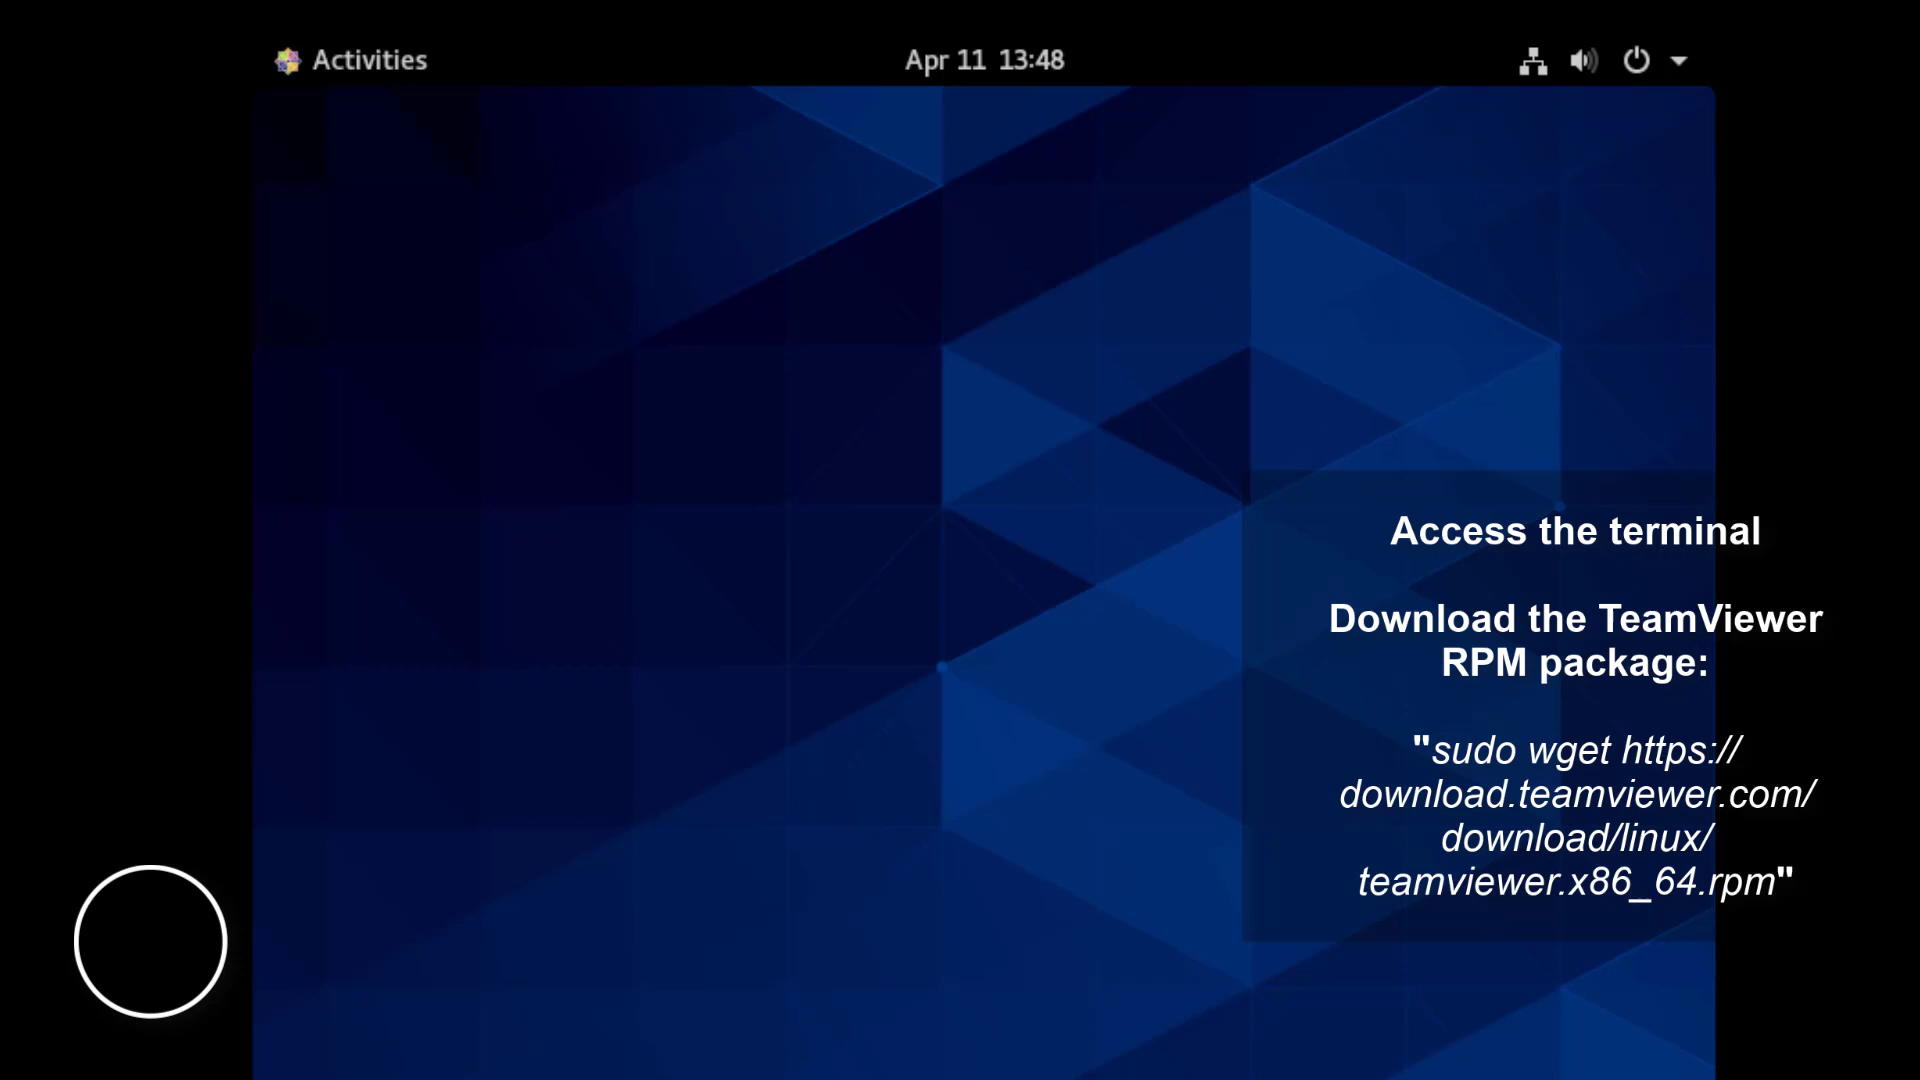 Activities
Apr 11 13:48
Access the terminal
Download the TeamViewer
RPM package:
"sudo wget https://
download.teamviewer.com/
download/linux/
teamviewer.x86_64.rpm"